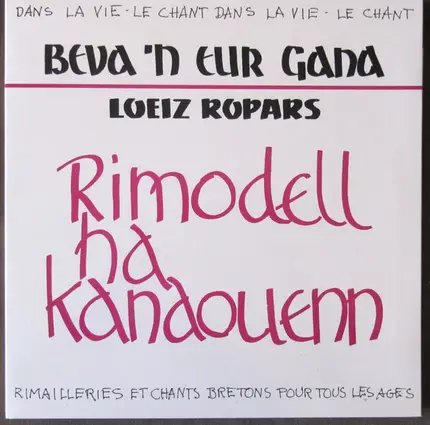 DANS LA VIE - LE CHANT DANS LA VIE - LE CHANT
BEVA 'N EUR GANA
LOEIZ ROPARS
Rimodell
ha
kanaouenn
RIMAILLERIES ET CHANTS BRETONS POUR TOUS LES AGES